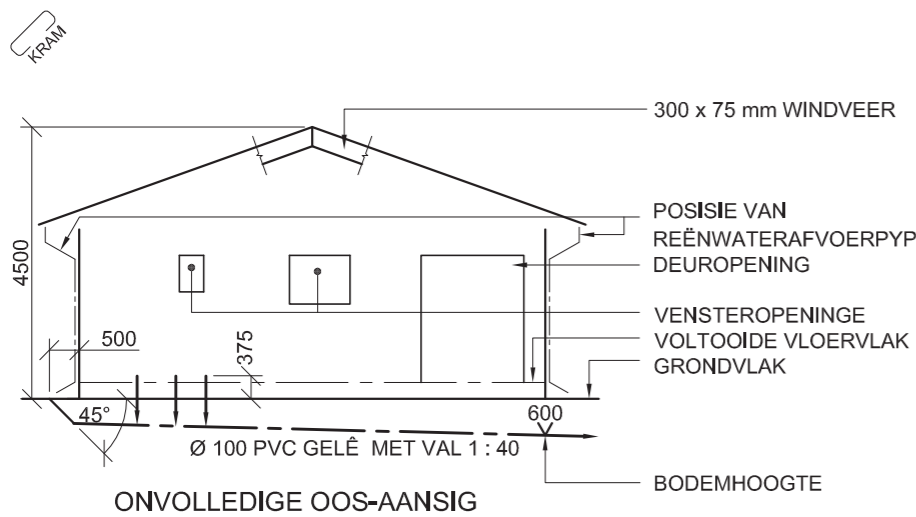 KRAM
300 x 75 mm WINDVEER
POSISIE VAN
REËNWATERAFVOERPYP
DEUROPENING
4500
VENSTEROPENINGE
500
375
VOLTOOIDE VLOERVLAK
GRONDVLAK
45°
600
Ø 100 PVC GELÊ MET VAL 1 : 40
BODEMHOOGTE
ONVOLLEDIGE OOS-AANSIG